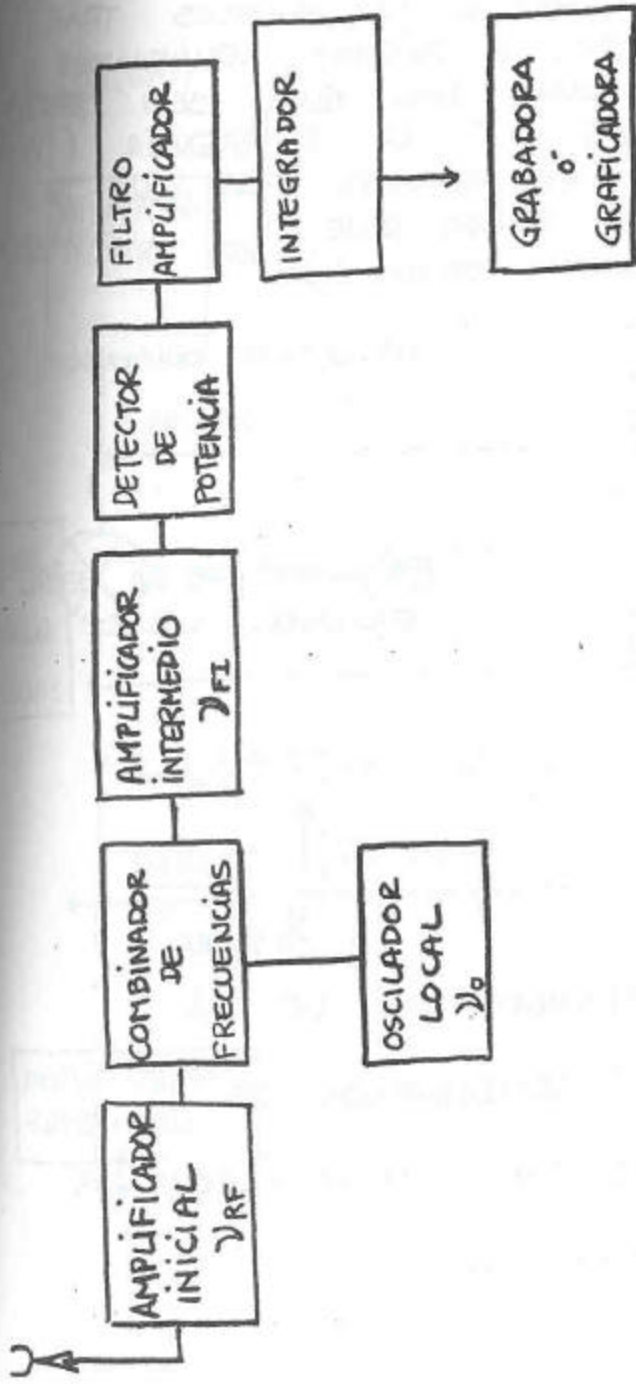 AMPLIFICADOR
INICIAL
νRF
COMBINADOR
DE
FRECUENCIAS
OSCILADOR
LOCAL
ν0
AMPLIFICADOR
INTERMEDIO
νFI
DETECTOR
DE
POTENCIA
FILTRO
AMPLIFICADOR
INTEGRADOR
GRABADORA
Ó
GRAFICADORA